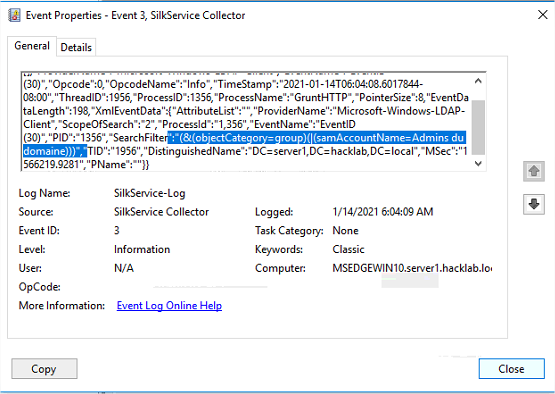 Event Properties - Event 3, SilkService Collector
General
Details
(30)","Opcode":0,"OpcodeName":"Info","TimeStamp":"2021-01-14T06:04:08.6017844-
08:00","ThreadID":1956,"ProcessID":1356,"ProcessName":"GruntHTTP","PointerSize":8,"EventDa
taLength":198,"XmlEventData":{"AttributeList":"","ProviderName":"Microsoft-Windows-LDAP-
Client","ScopeOfSearch":"2","ProcessId":"1,356","EventName":"EventID
(30)","PID":"1356","SearchFilter":"(&(objectCategory=group)(|(samAccountName=Admins du
domaine)))","TID":"1956","DistinguishedName":"DC=server1,DC=hacklab,DC=local","MSec":"1
566219.9281","PName":""}}
Log Name: SilkService-Log
Source: SilkService Collector Logged: 1/14/2021 6:04:09 AM
Event ID: 3 Task Category: None
Level: Information Keywords: Classic
User: N/A Computer: MSEDGEWIN10.server1.hacklab.loc
OpCode:
More Information: Event Log Online Help
Copy
Close